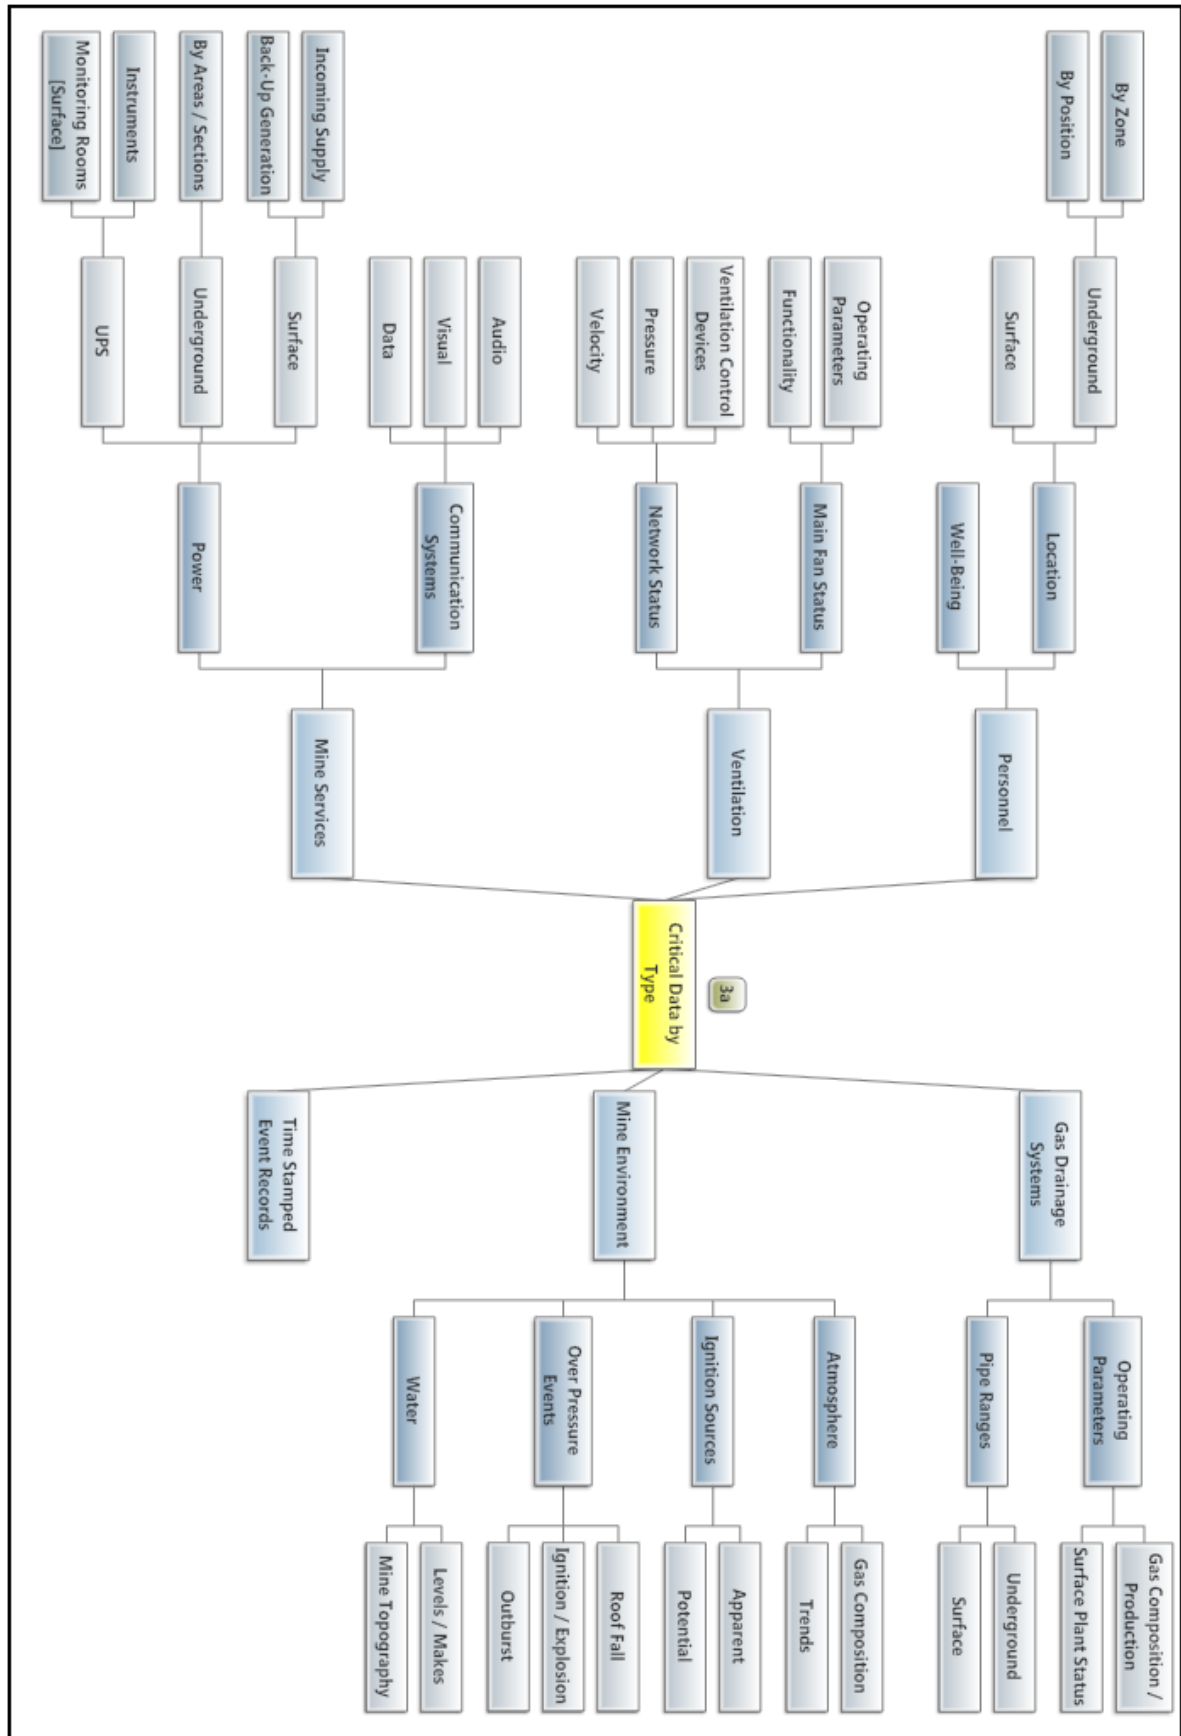 3a
Critical Data by
Type
Personnel
Location
Underground
By Zone
By Position
Surface
Well-Being
Ventilation
Main Fan Status
Operating
Parameters
Functionality
Network Status
Ventilation Control
Devices
Pressure
Velocity
Mine Services
Communication
Systems
Audio
Visual
Data
Power
Surface
Incoming Supply
Back-Up Generation
Underground
By Areas / Sections
UPS
Instruments
Monitoring Rooms
[Surface]
Gas Drainage
Systems
Operating
Parameters
Gas Composition /
Production
Surface Plant Status
Pipe Ranges
Underground
Surface
Mine Environment
Atmosphere
Gas Composition
Trends
Ignition Sources
Apparent
Potential
Over Pressure
Events
Roof Fall
Ignition / Explosion
Outburst
Water
Levels / Makes
Mine Topography
Time Stamped
Event Records